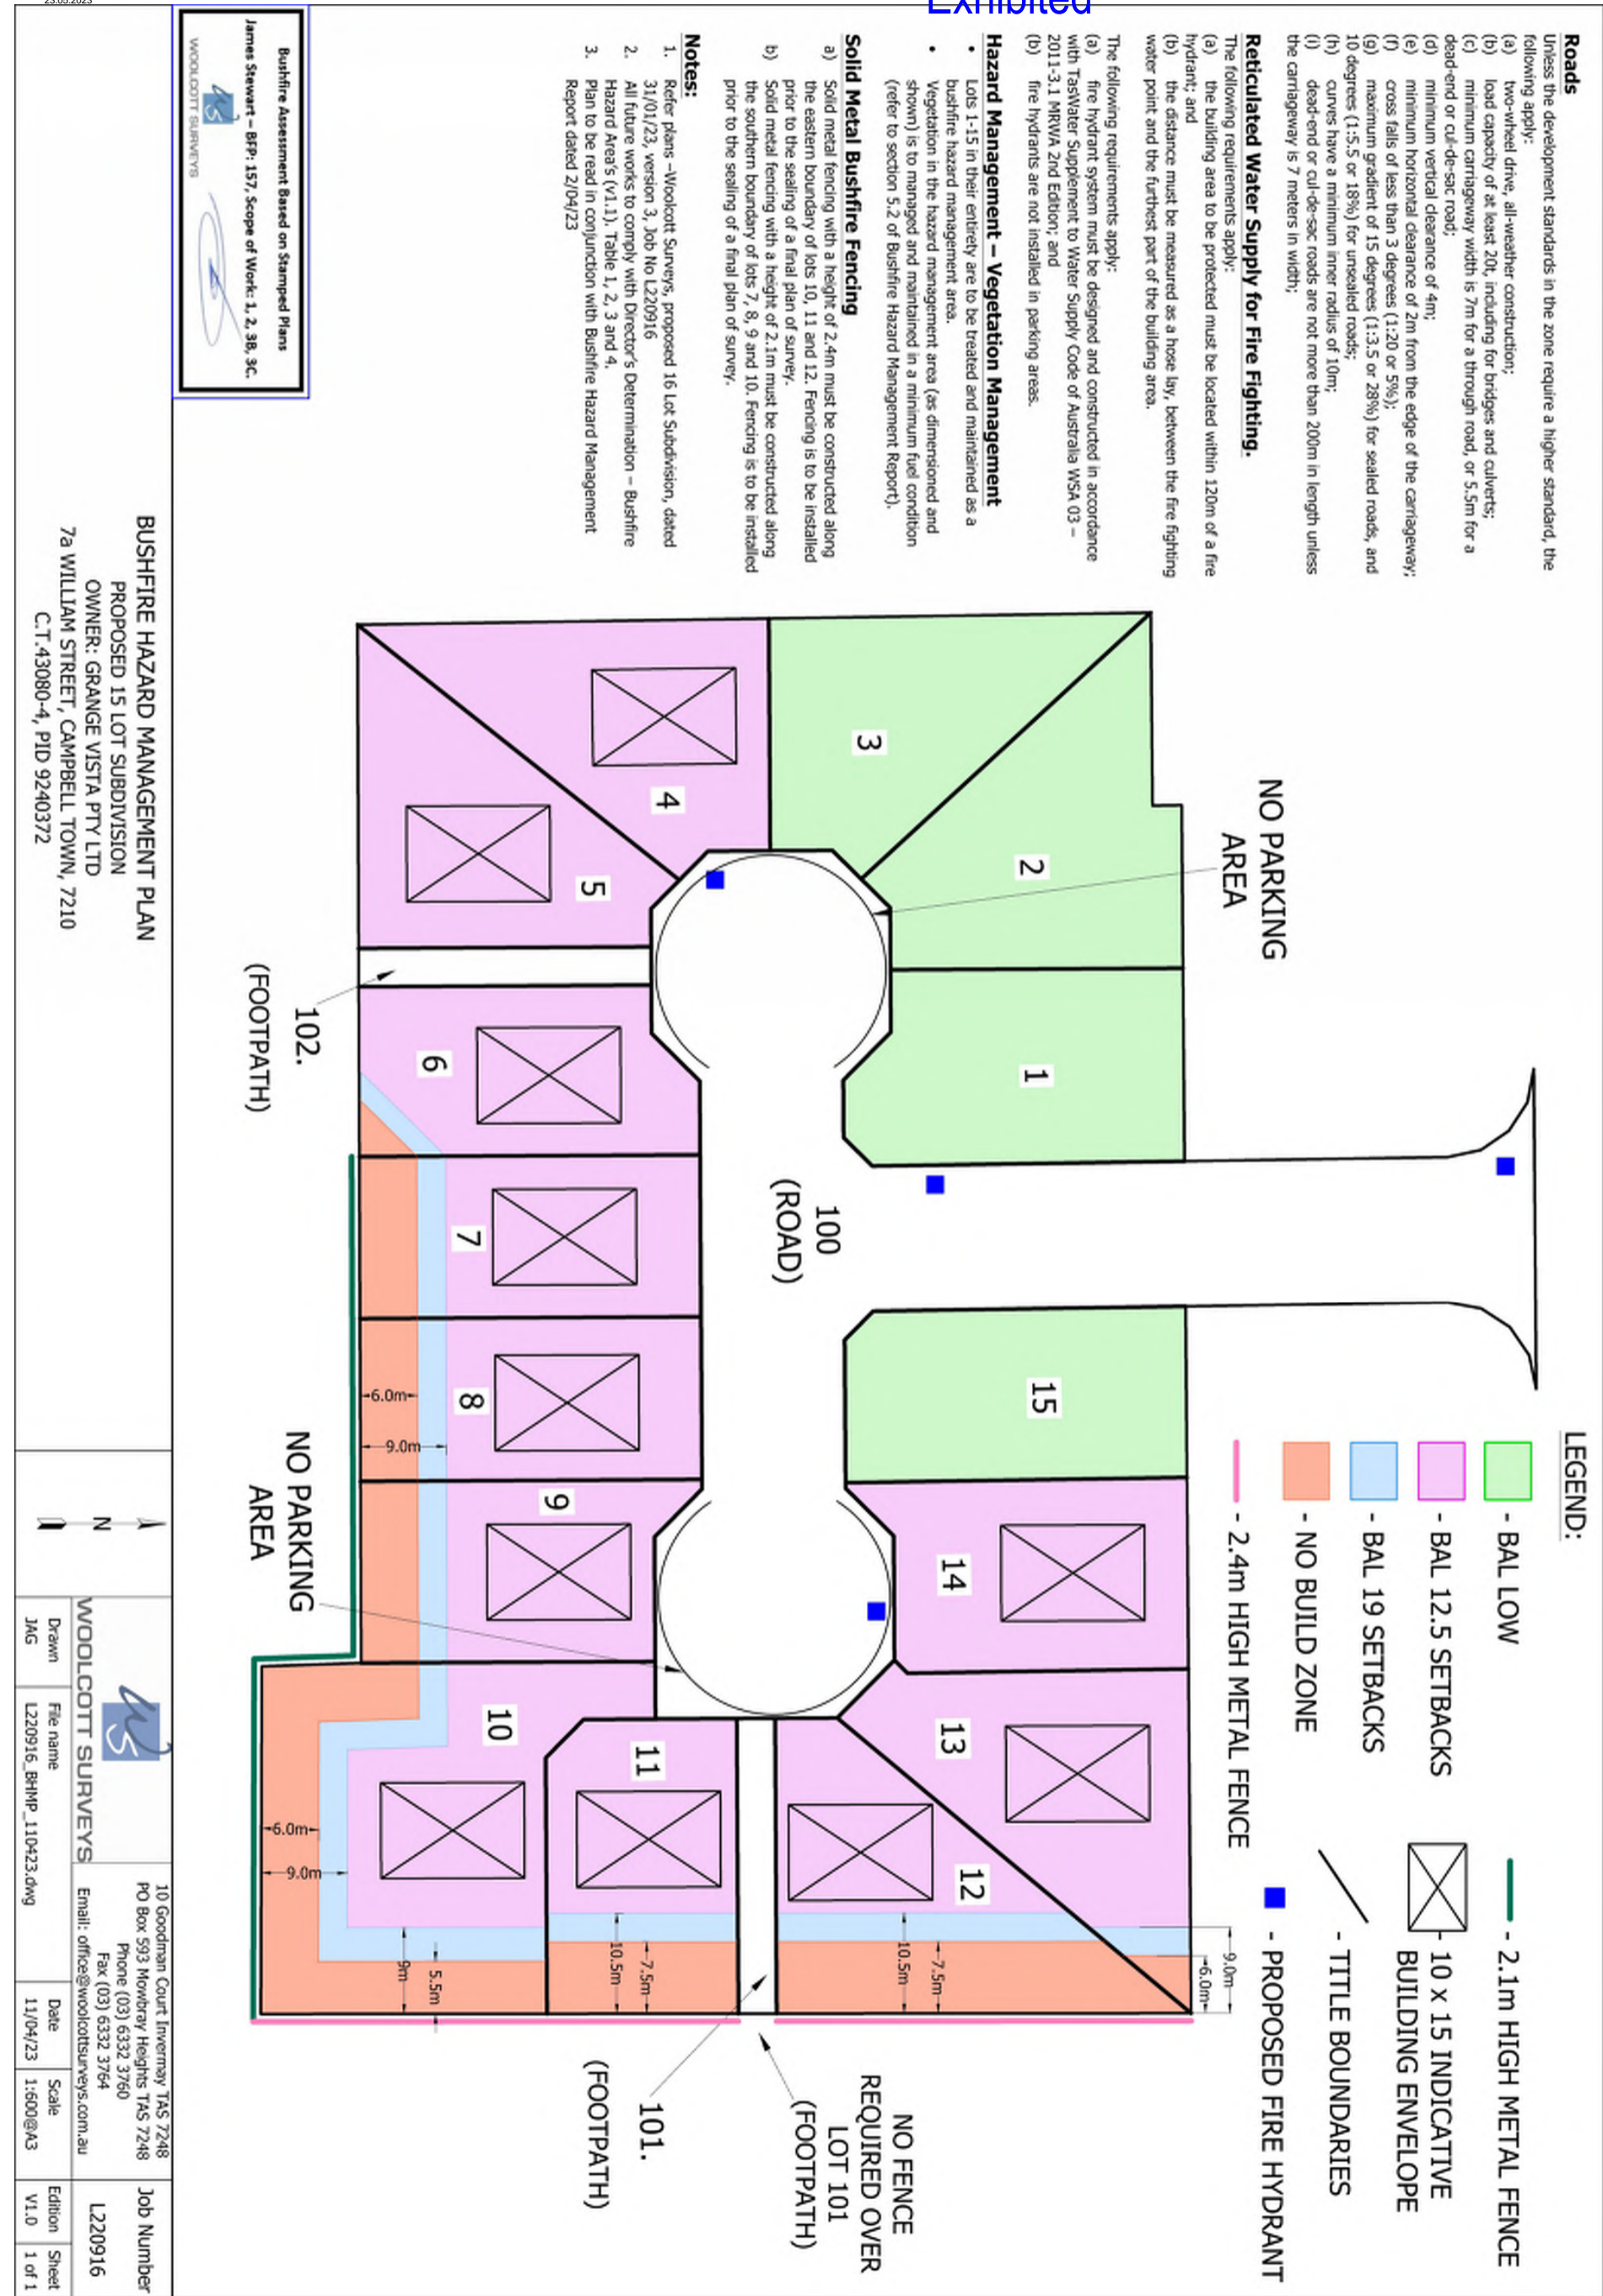 23.05.2023
Exhibited
Roads
Unless the development standards in the zone require a higher standard, the
following apply:
(a) two-wheel drive, all-weather construction;
(b) load capacity of at least 20t, including for bridges and culverts;
(c) minimum carriageway width is 7m for a through road, or 5.5m for a
dead-end or cul-de-sac road;
(d) minimum vertical clearance of 4m;
(e) minimum horizontal clearance of 2m from the edge of the carriageway;
(f) cross falls of less than 3 degrees (1:20 or 5%);
(g) maximum gradient of 15 degrees (1:3.5 or 28%) for sealed roads, and
10 degrees (1:5.5 or 18%) for unsealed roads;
(h) curves have a minimum inner radius of 10m;
(i) dead-end or cul-de-sac roads are not more than 200m in length unless
the carriageway is 7 meters in width;
Reticulated Water Supply for Fire Fighting.
The following requirements apply:
(a) the building area to be protected must be located within 120m of a fire
hydrant; and
(b) the distance must be measured as a hose lay, between the fire fighting
water point and the furthest part of the building area.
The following requirements apply:
(a) fire hydrant system must be designed and constructed in accordance
with TasWater Supplement to Water Supply Code of Australia WSA 03 –
2011-3.1 MRWA 2nd Edition; and
(b) fire hydrants are not installed in parking areas.
Hazard Management – Vegetation Management
• Lots 1-15 in their entirety are to be treated and maintained as a
bushfire hazard management area.
• Vegetation in the hazard management area (as dimensioned and
shown) is to managed and maintained in a minimum fuel condition
(refer to section 5.2 of Bushfire Hazard Management Report).
Solid Metal Bushfire Fencing
a) Solid metal fencing with a height of 2.4m must be constructed along
the eastern boundary of lots 10, 11 and 12. Fencing is to be installed
prior to the sealing of a final plan of survey.
b) Solid metal fencing with a height of 2.1m must be constructed along
the southern boundary of lots 7, 8, 9 and 10. Fencing is to be installed
prior to the sealing of a final plan of survey.
Notes:
1. Refer plans –Woolcott Surveys, proposed 16 Lot Subdivision, dated
31/01/23, version 3, Job No L220916
2. All future works to comply with Director's Determination – Bushfire
Hazard Area's (v1.1). Table 1, 2, 3 and 4.
3. Plan to be read in conjunction with Bushfire Hazard Management
Report dated 2/04/23
Bushfire Assessment Based on Stamped Plans
James Stewart – BFP: 157, Scope of Work: 1, 2, 3B, 3C.
WS
WOOLCOTT SURVEYS
LEGEND:
- BAL LOW
- BAL 12.5 SETBACKS
- BAL 19 SETBACKS
- NO BUILD ZONE
- 2.4m HIGH METAL FENCE
- 2.1m HIGH METAL FENCE
- 10 x 15 INDICATIVE
BUILDING ENVELOPE
- TITLE BOUNDARIES
- PROPOSED FIRE HYDRANT
NO PARKING
AREA
3
2
1
4
5
6
7
8
9
10
11
12
13
14
15
100
(ROAD)
102.
(FOOTPATH)
6.0m
9.0m
NO PARKING
AREA
6.0m
9.0m
9m
5.5m
10.5m
7.5m
10.5m
7.5m
6.0m
9.0m
101.
(FOOTPATH)
NO FENCE
REQUIRED OVER
LOT 101
(FOOTPATH)
BUSHFIRE HAZARD MANAGEMENT PLAN
PROPOSED 15 LOT SUBDIVISION
OWNER: GRANGE VISTA PTY LTD
7a WILLIAM STREET, CAMPBELL TOWN, 7210
C.T.43080-4, PID 9240372
N
WS
WOOLCOTT SURVEYS
10 Goodman Court Invermay TAS 7248
PO Box 593 Mowbray Heights TAS 7248
Phone (03) 6332 3760
Fax (03) 6332 3764
Email: office@woolcottsurveys.com.au
Job Number
L220916
Drawn
JAG
File name
L220916_BHMP_110423.dwg
Date
11/04/23
Scale
1:600@A3
Edition
V1.0
Sheet
1 of 1